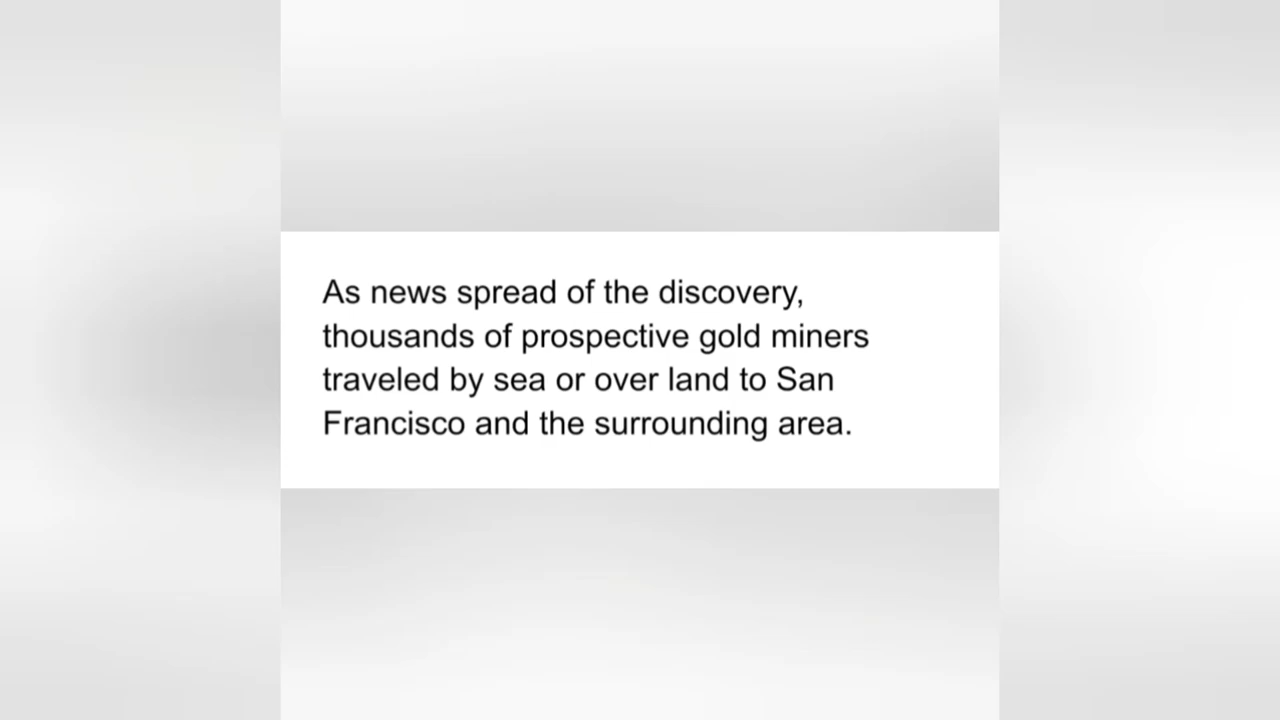 As news spread of the discovery,
thousands of prospective gold miners
traveled by sea or over land to San
Francisco and the surrounding area.